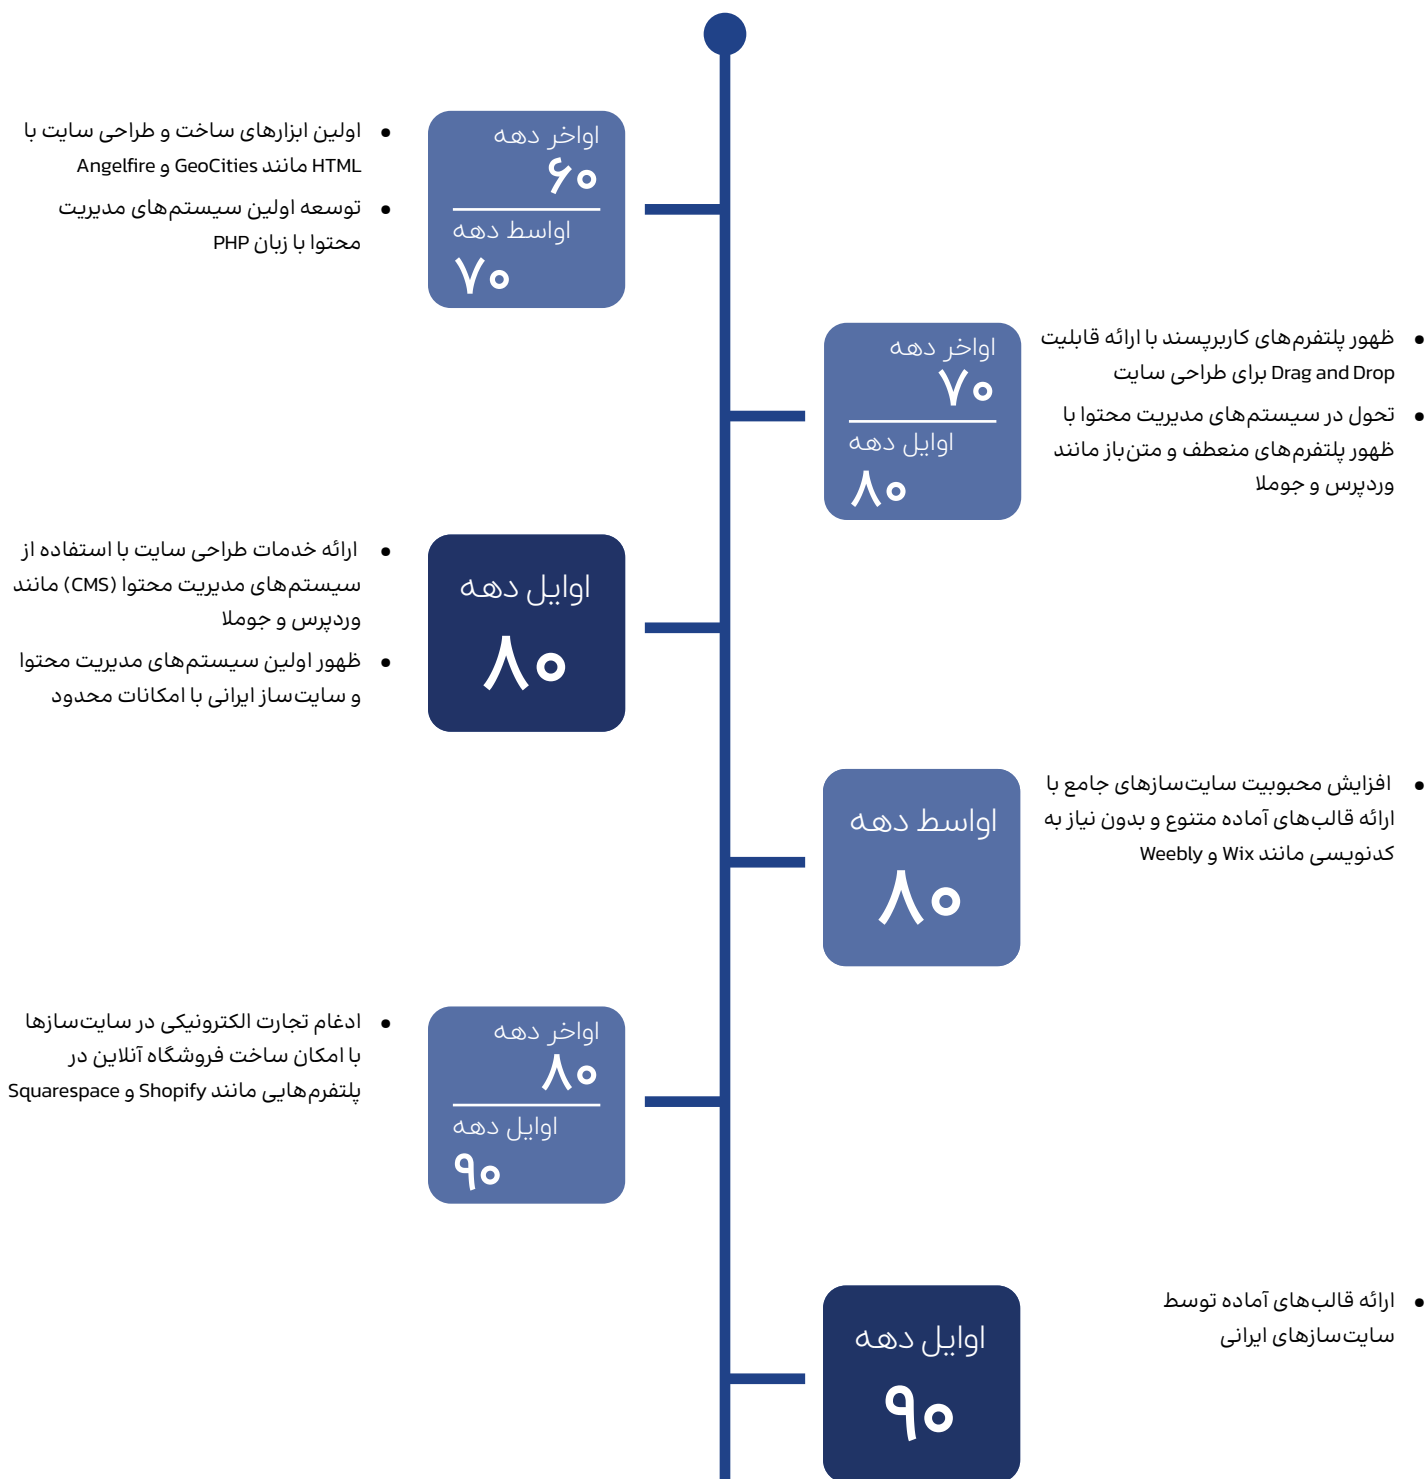 اواخر دهه
۶۰
اواسط دهه
۷۰
اولین ابزارهای ساخت و طراحی سایت با
HTML مانند GeoCities و Angelfire
توسعه اولین سیستم‌های مدیریت
محتوا با زبان PHP
اواخر دهه
۷۰
اوایل دهه
۸۰
ظهور پلتفرم‌های کاربرپسند با ارائه قابلیت
Drag and Drop برای طراحی سایت
تحول در سیستم‌های مدیریت محتوا با
ظهور پلتفرم‌های منعطف و متن‌باز مانند
وردپرس و جوملا
اوایل دهه
۸۰
ارائه خدمات طراحی سایت با استفاده از
سیستم‌های مدیریت محتوا (CMS) مانند
وردپرس و جوملا
ظهور اولین سیستم‌های مدیریت محتوا
و سایت‌ساز ایرانی با امکانات محدود
اواسط دهه
۸۰
افزایش محبوبیت سایت‌سازهای جامع با
ارائه قالب‌های آماده متنوع و بدون نیاز به
کدنویسی مانند Wix و Weebly
اواخر دهه
۸۰
اوایل دهه
۹۰
ادغام تجارت الکترونیکی در سایت‌سازها
با امکان ساخت فروشگاه آنلاین در
پلتفرم‌هایی مانند Shopify و Squarespace
اوایل دهه
۹۰
ارائه قالب‌های آماده توسط
سایت‌سازهای ایرانی